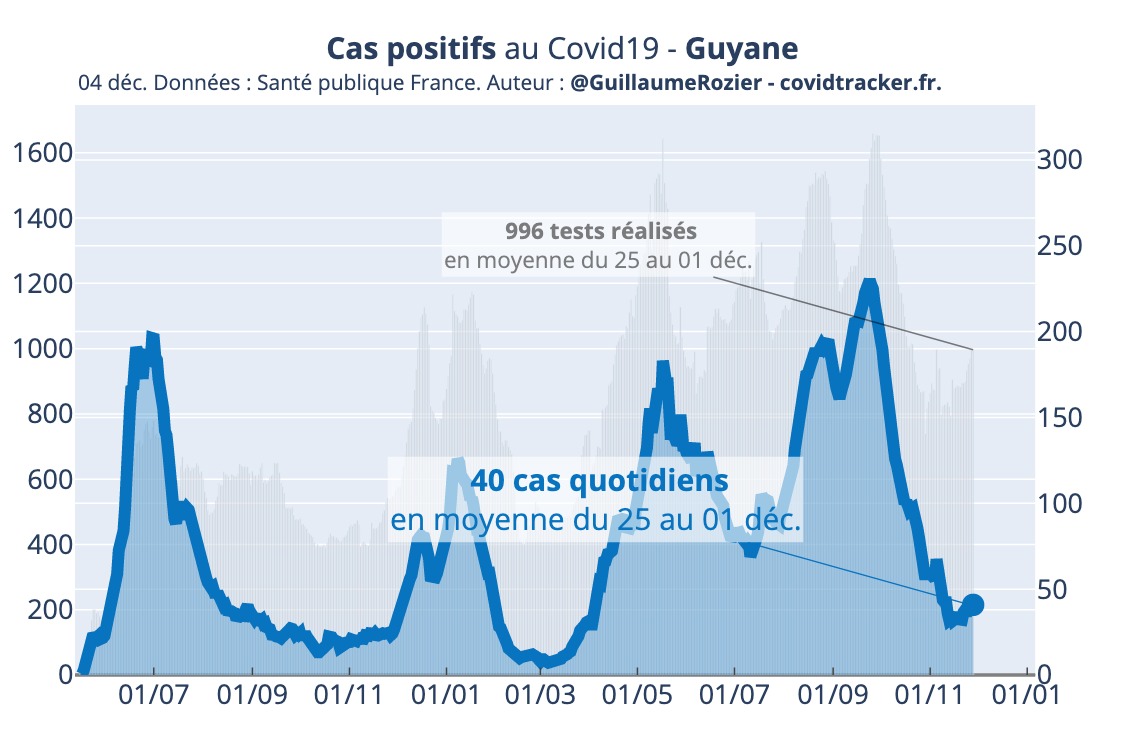 Cas positifs au Covid19 - Guyane
04 déc. Données : Santé publique France. Auteur : @GuillaumeRozier - covidtracker.fr.
1600
1400
1200
1000
800
600
400
200
0
300
250
200
150
100
50
0
996 tests réalisés
en moyenne du 25 au 01 déc.
40 cas quotidiens
en moyenne du 25 au 01 déc.
01/07 01/09 01/11 01/01 01/03 01/05 01/07 01/09 01/11 01/01